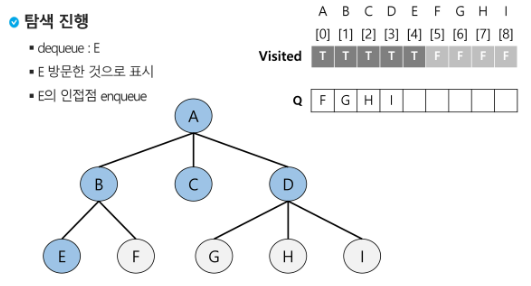 탐색 진행
▪ dequeue : E
▪ E 방문한 것으로 표시
▪ E의 인접점 enqueue
A B C D E F G H I
[0] [1] [2] [3] [4] [5] [6] [7] [8]
Visited T T T T T F F F F
Q F G H I
A
B C D
E F G H I